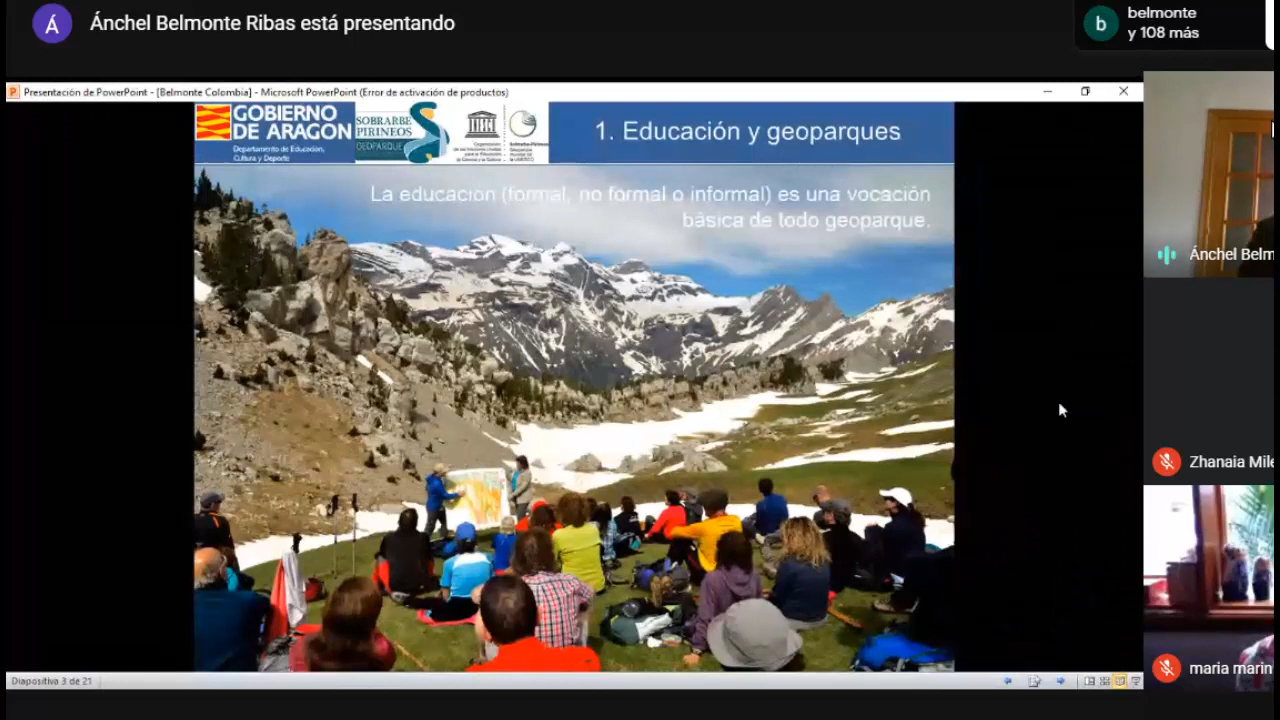 Ánchel Belmonte Ribas está presentando
belmonte
y 108 más
Presentación de PowerPoint - [Belmonte Colombia] - Microsoft PowerPoint (Error de activación de productos)
GOBIERNO
DE ARAGON
Departamento de Educación,
Cultura y Deporte
SOBRARBE
PIRINEOS
GEOPARQUE
1. Educación y geoparques
La educación (formal, no formal o informal) es una vocación
básica de todo geoparque.
Ánchel Belm
Zhanaia Mile
maria marin
Diapositiva 3 de 21